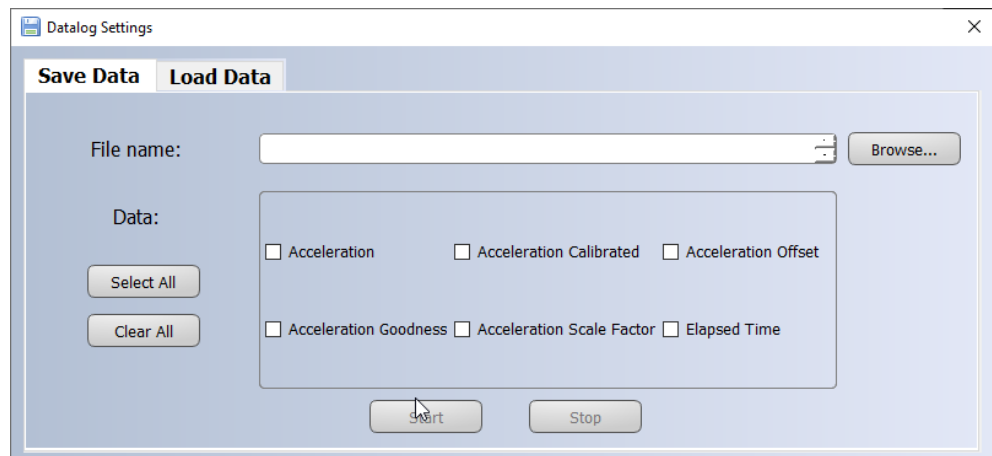 Datalog Settings
Save Data Load Data
File name: Browse...
Data:
Acceleration Acceleration Calibrated Acceleration Offset
Select All
Clear All
Acceleration Goodness Acceleration Scale Factor Elapsed Time
Start Stop